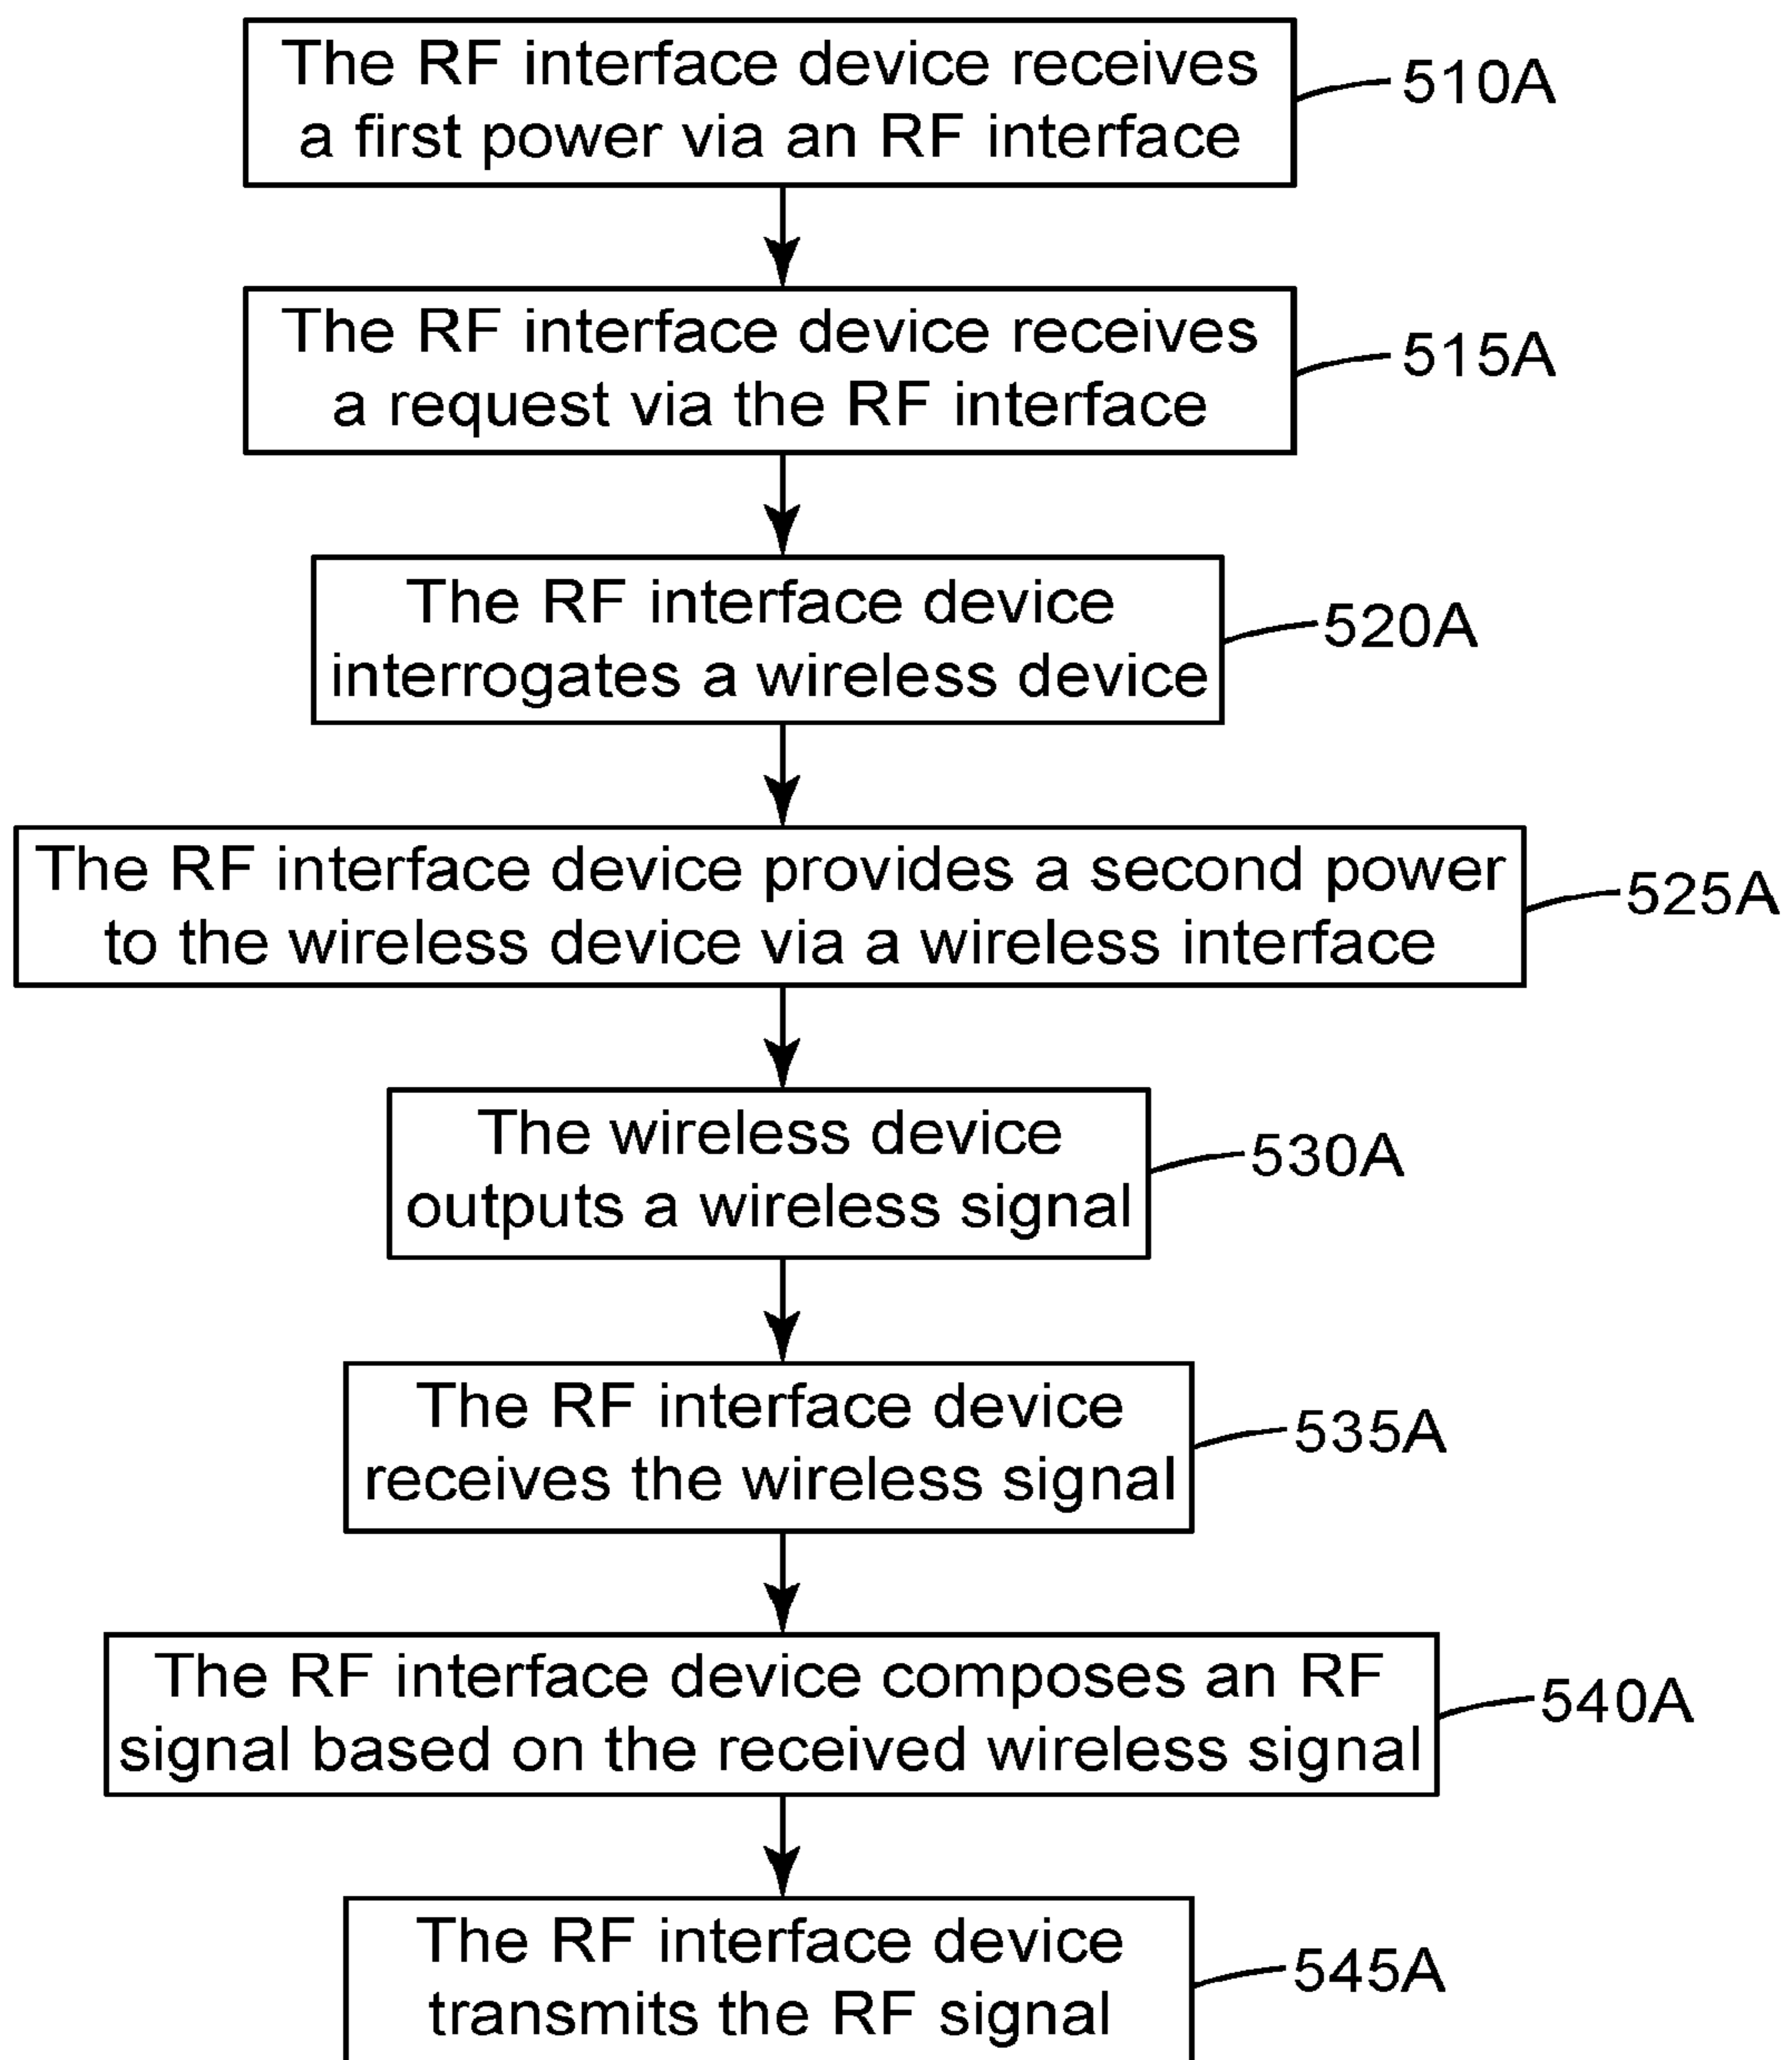 The RF interface device receives
a first power via an RF interface
510A
The RF interface device receives
a request via the RF interface
515A
The RF interface device
interrogates a wireless device
520A
The RF interface device provides a second power
to the wireless device via a wireless interface
525A
The wireless device
outputs a wireless signal
530A
The RF interface device
receives the wireless signal
535A
The RF interface device composes an RF
signal based on the received wireless signal
540A
The RF interface device
transmits the RF signal
545A